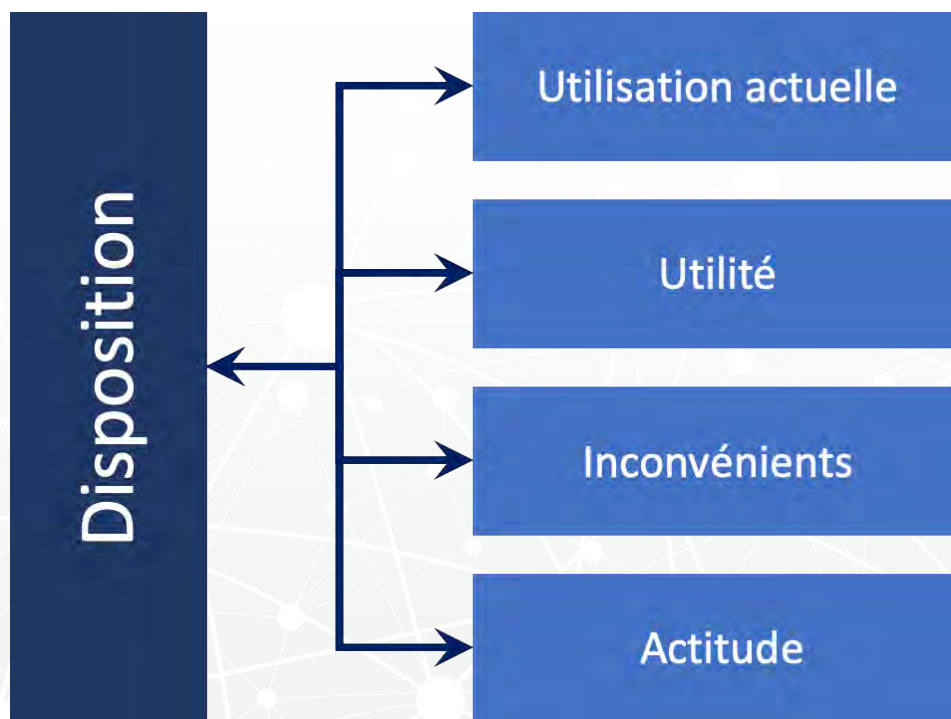 Disposition
Utilisation actuelle
Utilité
Inconvénients
Actitude